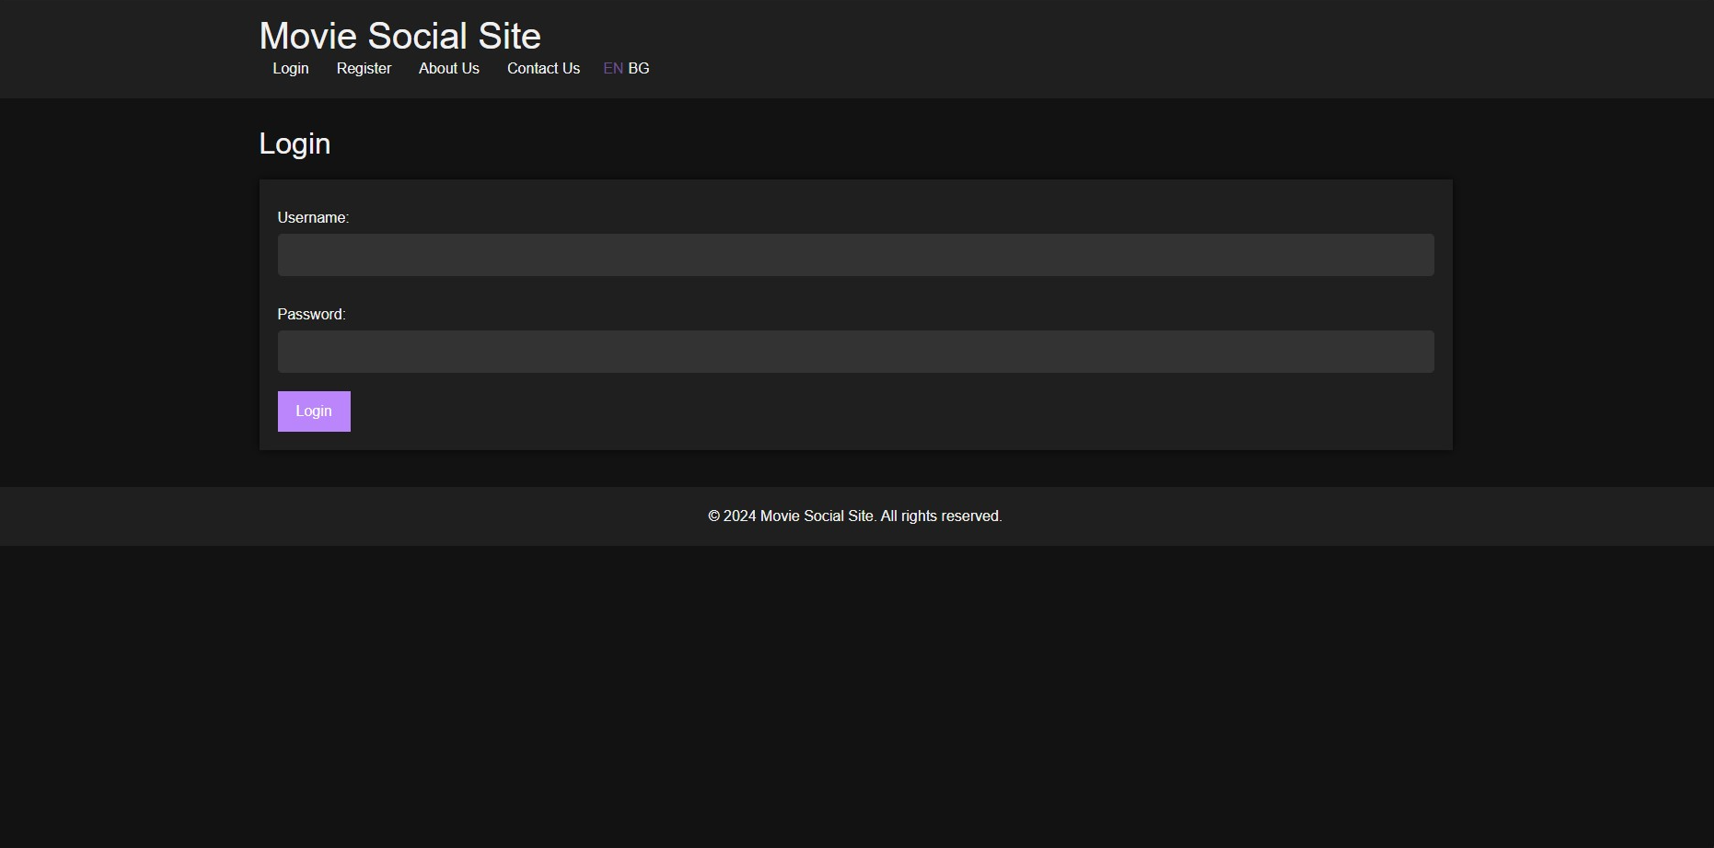 Movie Social Site
Login Register About Us Contact Us EN BG
Login
Username:
Password:
Login
© 2024 Movie Social Site. All rights reserved.